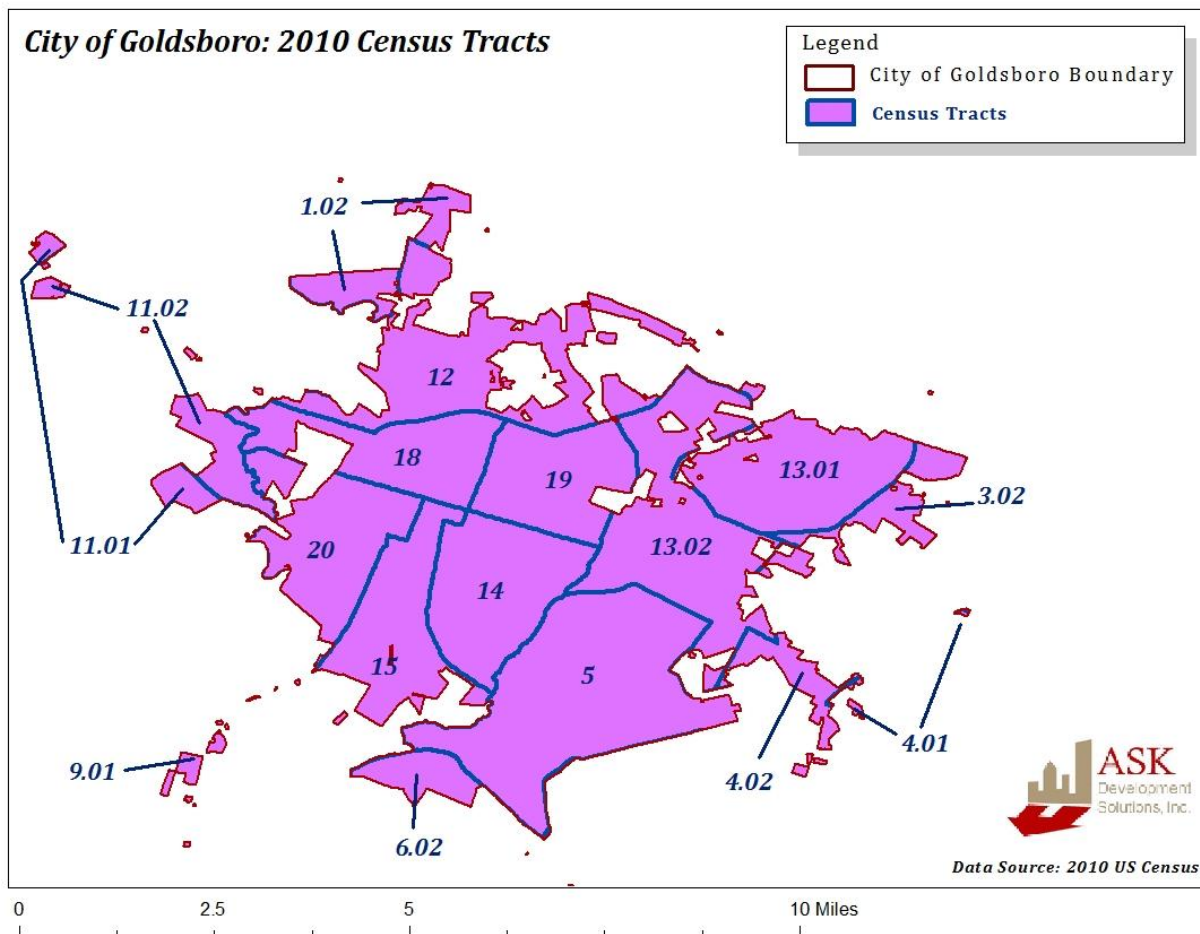 City of Goldsboro: 2010 Census Tracts
Legend
City of Goldsboro Boundary
Census Tracts
1.02
11.02
12
18
19
13.01
3.02
11.01
20
13.02
14
15
5
9.01
4.01
4.02
6.02
ASK
Development
Solutions, Inc.
Data Source: 2010 US Census
0 2.5 5 10 Miles